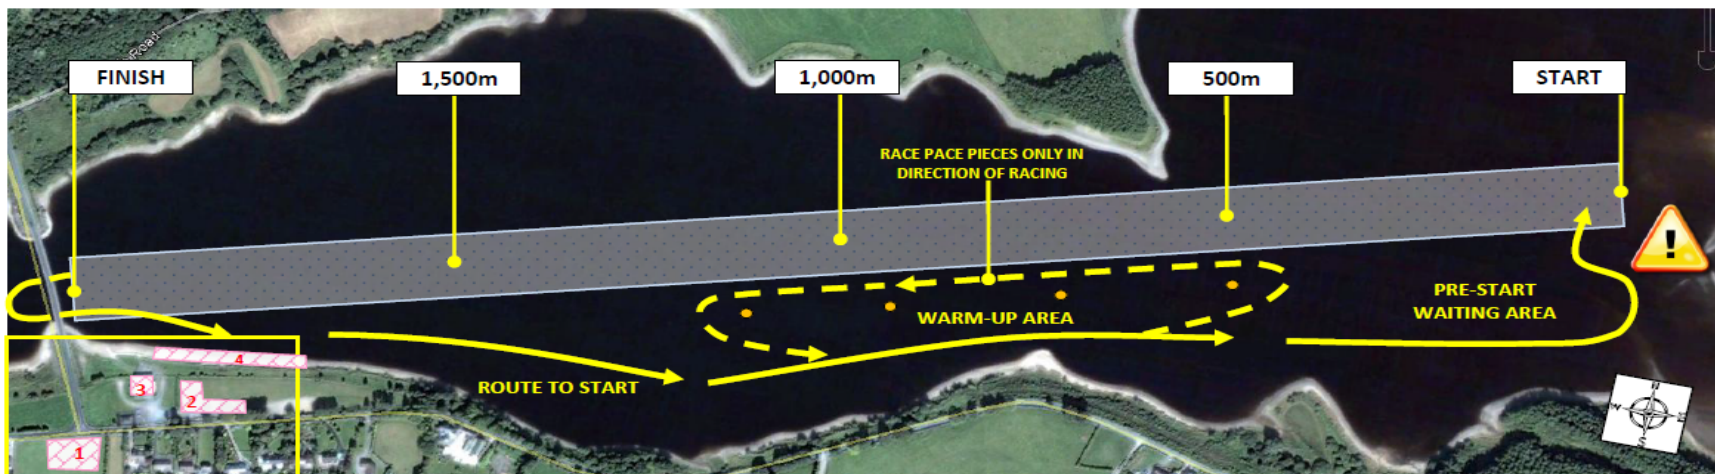 Road
FINISH
1,500m
1,000m
500m
START
RACE PACE PIECES ONLY IN
DIRECTION OF RACING
PRE-START
WAITING AREA
WARM-UP AREA
ROUTE TO START
!
4
3
2
1
N
W
E
S